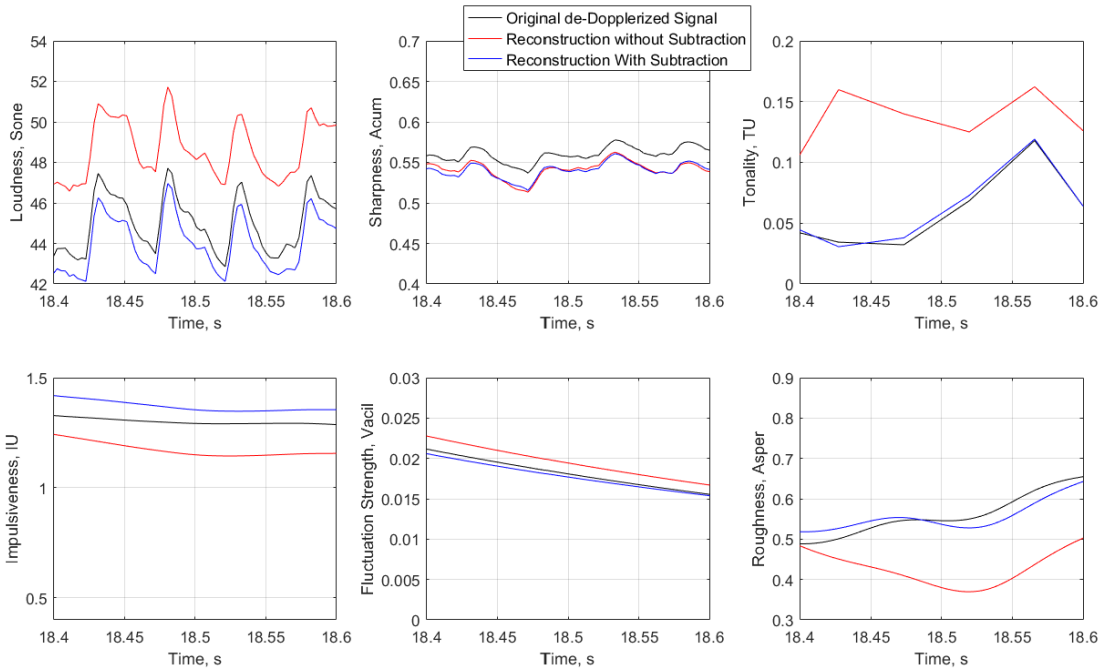 Original de-Dopplerized Signal
Reconstruction without Subtraction
Reconstruction With Subtraction
Loudness, Sone
54
52
50
48
46
44
42
18.4 18.45 18.5 18.55 18.6
Time, s
Sharpness, Acum
0.7
0.6
0.55
0.5
0.45
0.4
18.4 18.45 18.5 18.55 18.6
Time, s
Tonality, TU
0.2
0.15
0.1
0.05
0
18.4 18.45 18.5 18.55 18.6
Time, s
Impulsiveness, IU
1.5
1
0.5
18.4 18.45 18.5 18.55 18.6
Time, s
Fluctuation Strength, Vacil
0.03
0.025
0.02
0.015
0.01
0.005
0
18.4 18.45 18.5 18.55 18.6
Time, s
Roughness, Asper
0.9
0.8
0.7
0.6
0.5
0.4
0.3
18.4 18.45 18.5 18.55 18.6
Time, s